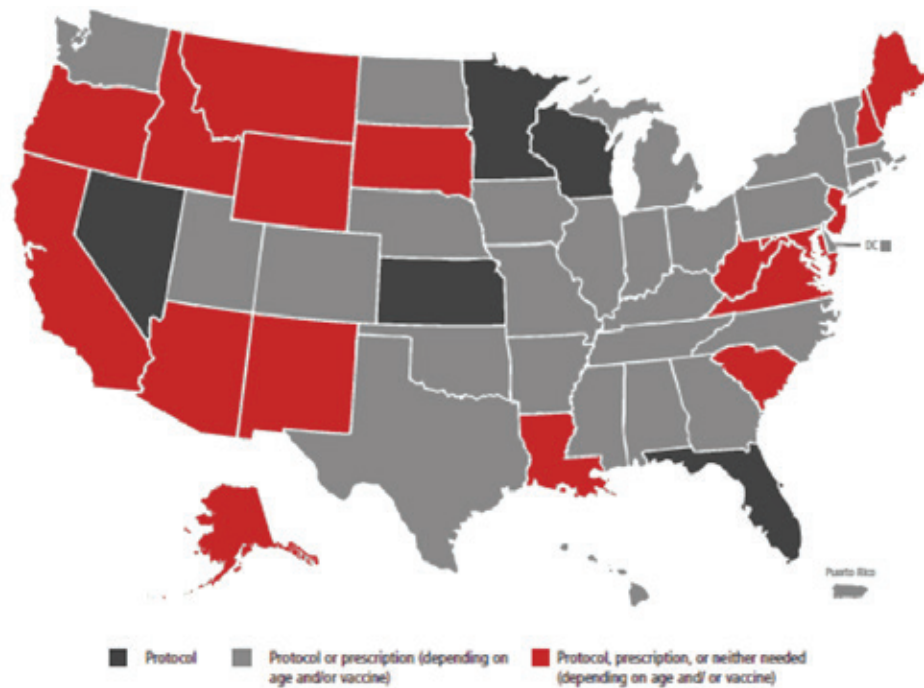 DC
Puerto Rico
Protocol
Protocol or prescription (depending on
age and/or vaccine)
Protocol, prescription, or neither needed
(depending on age and/ or vaccine)